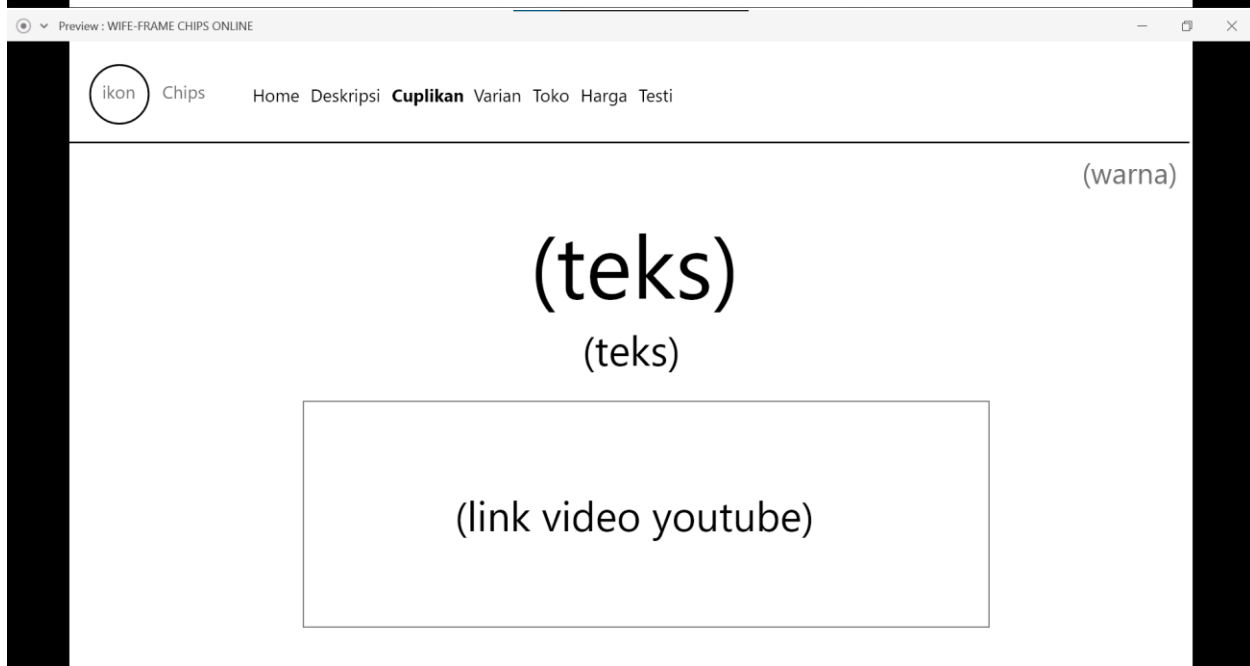 Preview : WIFE-FRAME CHIPS ONLINE
ikon Chips Home Deskripsi Cuplikan Varian Toko Harga Testi
(warna)
(teks)
(teks)
(link video youtube)